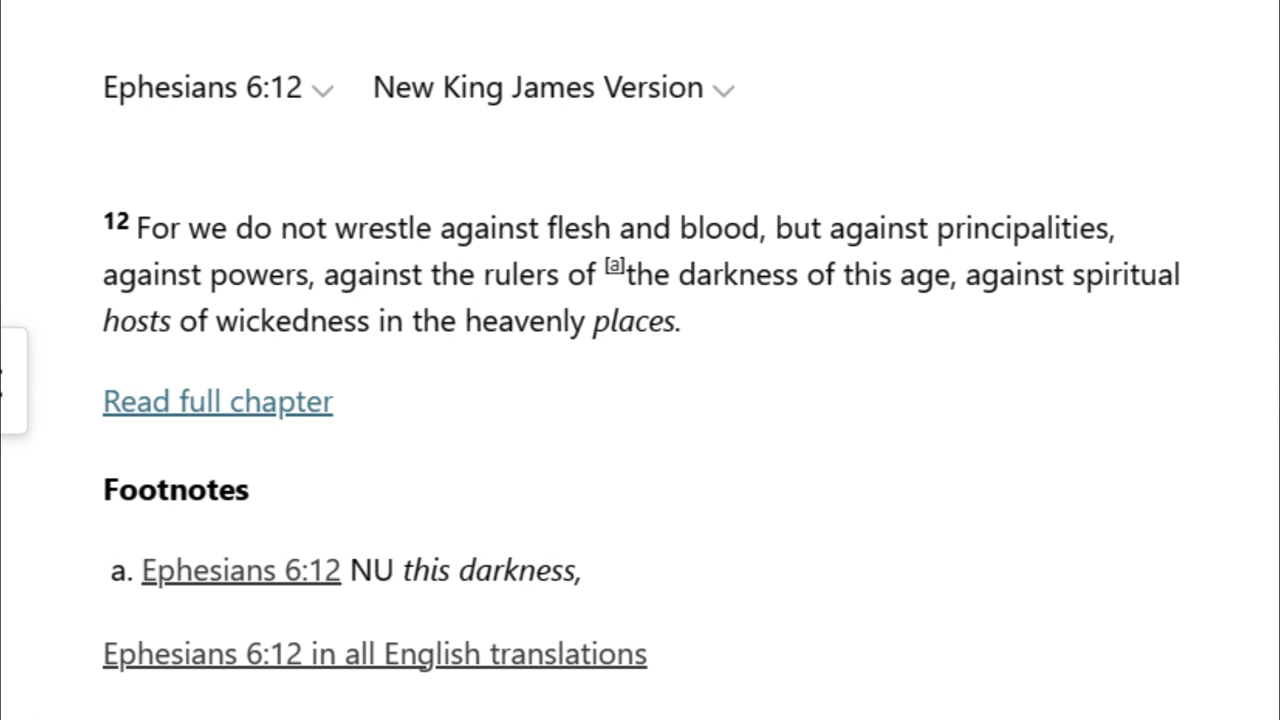 Ephesians 6:12 New King James Version
12 For we do not wrestle against flesh and blood, but against principalities,
against powers, against the rulers of [a]the darkness of this age, against spiritual
hosts of wickedness in the heavenly places.
Read full chapter
Footnotes
a. Ephesians 6:12 NU this darkness,
Ephesians 6:12 in all English translations